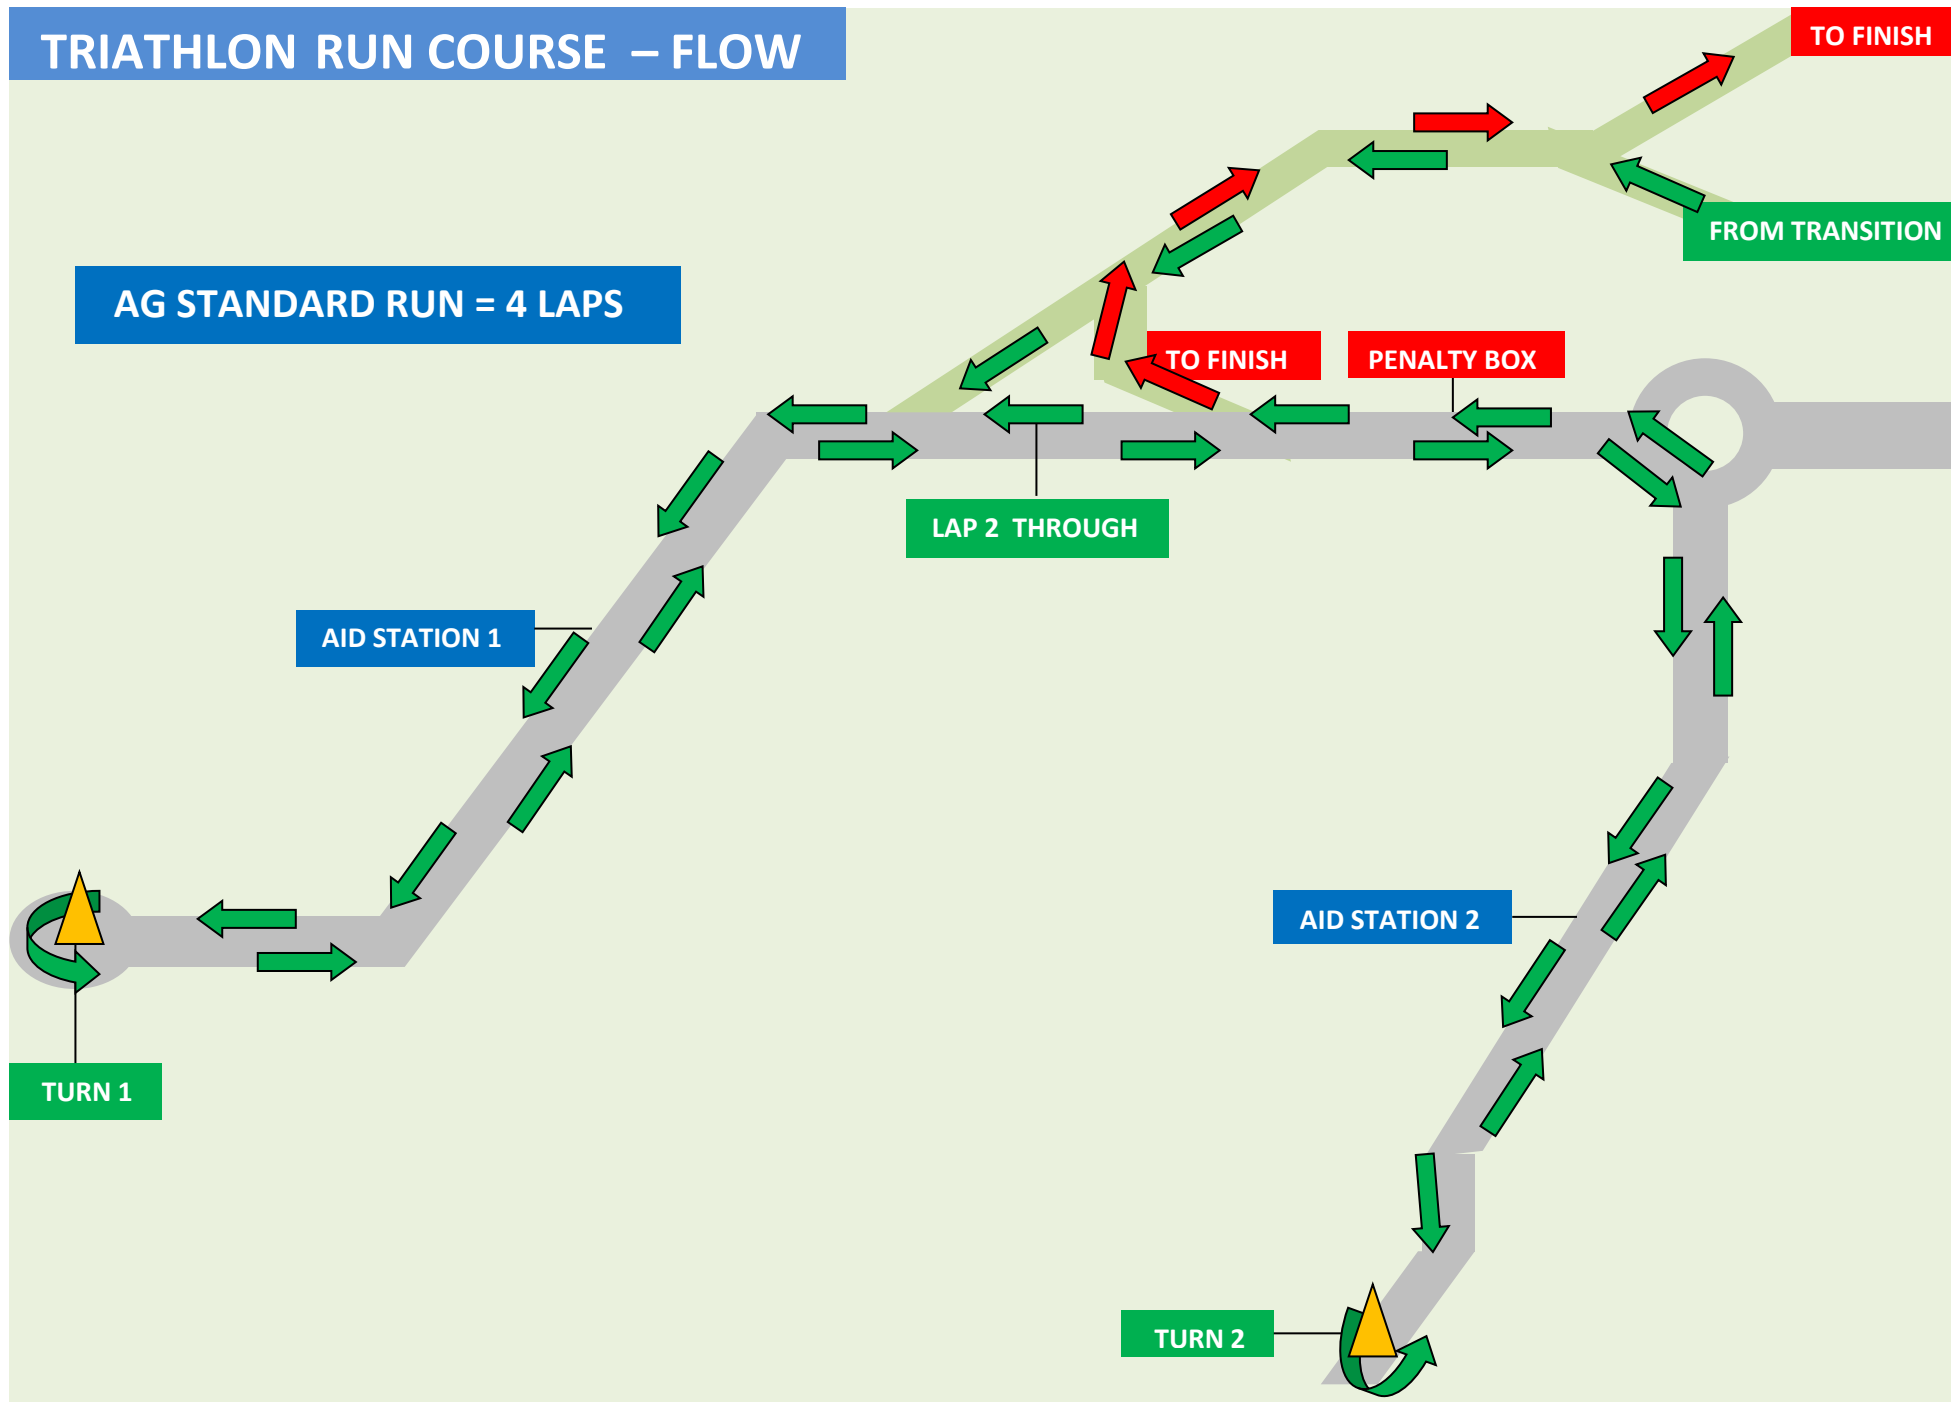 TRIATHLON RUN COURSE – FLOW
TO FINISH
FROM TRANSITION
AG STANDARD RUN = 4 LAPS
TO FINISH
PENALTY BOX
LAP 2 THROUGH
AID STATION 1
AID STATION 2
TURN 1
TURN 2